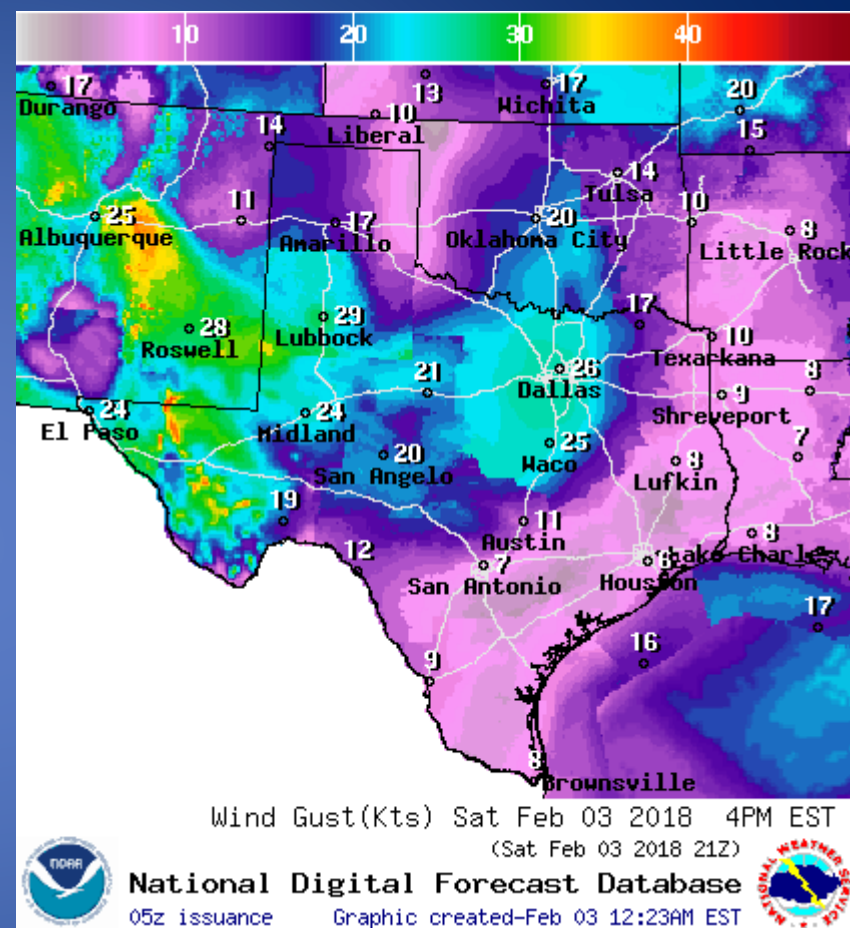 10 20 30 40
17 13 17 20
Durango Wichita
10
Liberal
14 15
14
Tulsa
25 11 17 20 10 8
Albuquerque Amarillo Oklahoma City Little Rock
28 29 17 10
Roswell Lubbock Texarkana
26
21 Dallas 9 8
24 24 Shreveport
El Paso Midland
20 25 8 7
San Angelo Waco Lufkin
19 11 8
Austin Lake Charles
12 7 6
San Antonio Houston
17
16
9
8
Brownsville
Wind Gust(Kts) Sat Feb 03 2018 4PM EST
(Sat Feb 03 2018 21Z)
NOAA
National Digital Forecast Database
05z issuance Graphic created-Feb 03 12:23AM EST
NATIONAL WEATHER SERVICE